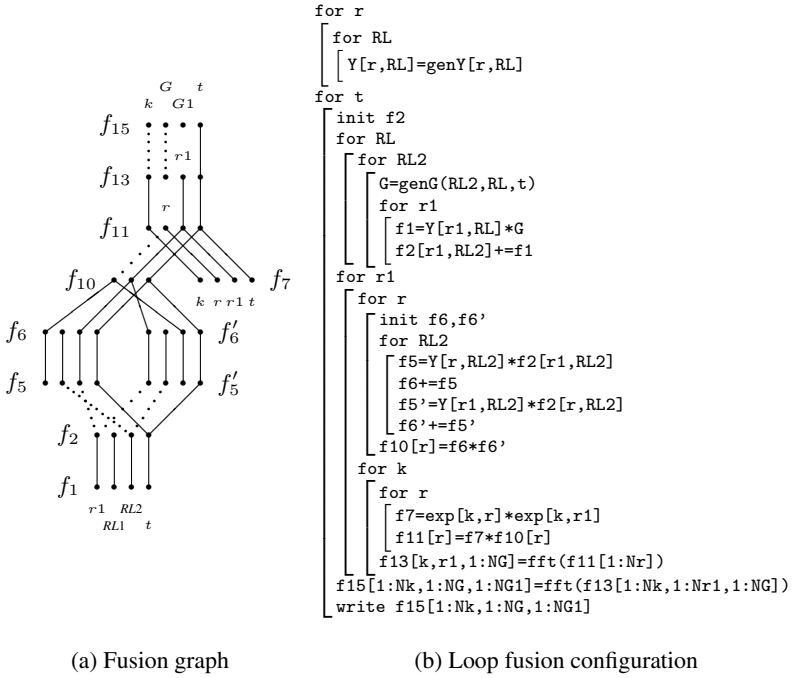 G t
k G1
f15
r1
f13
r
f11
f10 f7
k r r1 t
f6 f6′
f5 f5′
f2
f1
r1 RL2
RL1 t
(a) Fusion graph
for r
for RL
Y[r,RL]=genY[r,RL]
for t
init f2
for RL
for RL2
G=genG(RL2,RL,t)
for r1
f1=Y[r1,RL]*G
f2[r1,RL2]+=f1
for r1
for r
init f6,f6'
for RL2
f5=Y[r,RL2]*f2[r1,RL2]
f6+=f5
f5'=Y[r1,RL2]*f2[r,RL2]
f6'+=f5'
f10[r]=f6*f6'
for k
for r
f7=exp[k,r]*exp[k,r1]
f11[r]=f7*f10[r]
f13[k,r1,1:NG]=fft(f11[1:Nr])
f15[1:Nk,1:NG,1:NG1]=fft(f13[1:Nk,1:Nr1,1:NG])
write f15[1:Nk,1:NG,1:NG1]
(b) Loop fusion configuration